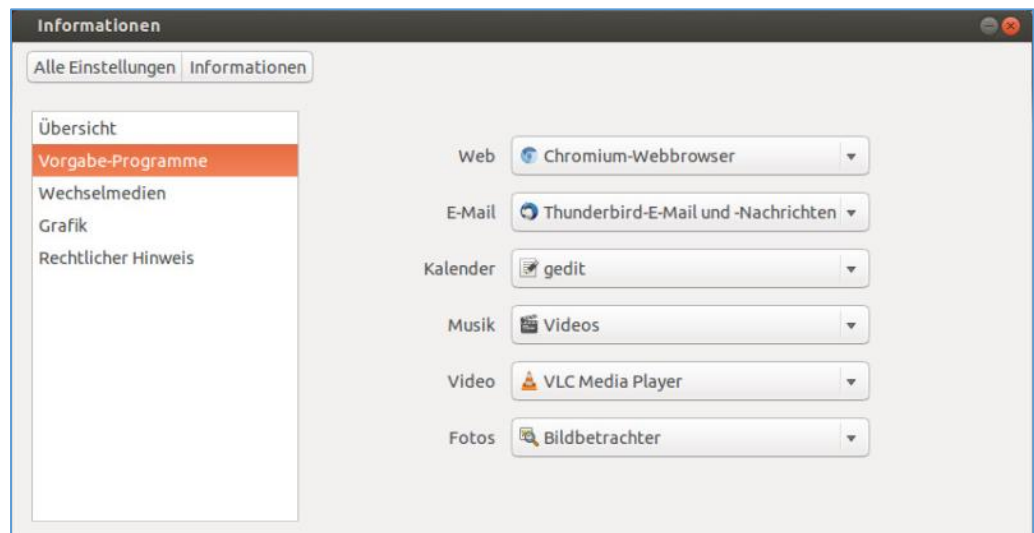 Informationen
Alle Einstellungen Informationen
Übersicht
Vorgabe-Programme
Wechselmedien
Grafik
Rechtlicher Hinweis
Web Chromium-Webbrowser
E-Mail Thunderbird-E-Mail und -Nachrichten
Kalender gedit
Musik Videos
Video VLC Media Player
Fotos Bildbetrachter